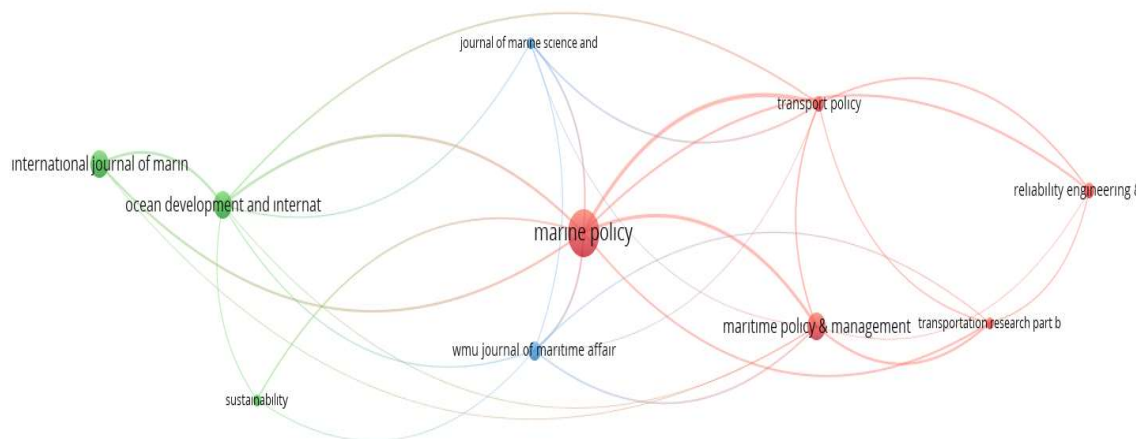 journal of marine science and
transport policy
international journal of marin
reliability engineering &
ocean development and internat
marine policy
maritime policy & management
transportation research part b
wmu journal of maritime affair
sustainability